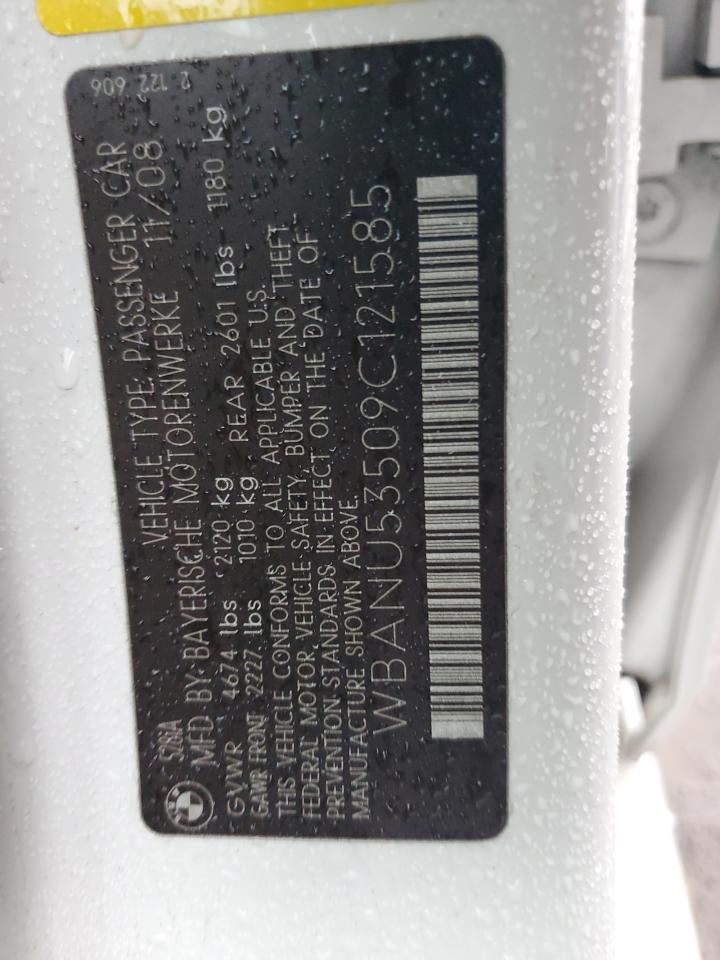 528iA VEHICLE TYPE: PASSENGER CAR 2 122 606
MFD BY BAYERISCHE MOTORENWERKE 11/08
GVWR 4674 lbs 2120 kg
GAWR FRONT 2227 lbs 1010 kg, REAR 2601 lbs 1180 kg
THIS VEHICLE CONFORMS TO ALL APPLICABLE U.S.
FEDERAL MOTOR VEHICLE SAFETY, BUMPER AND THEFT
PREVENTION STANDARDS IN EFFECT ON THE DATE OF
MANUFACTURE SHOWN ABOVE.
WBANU53509C121585